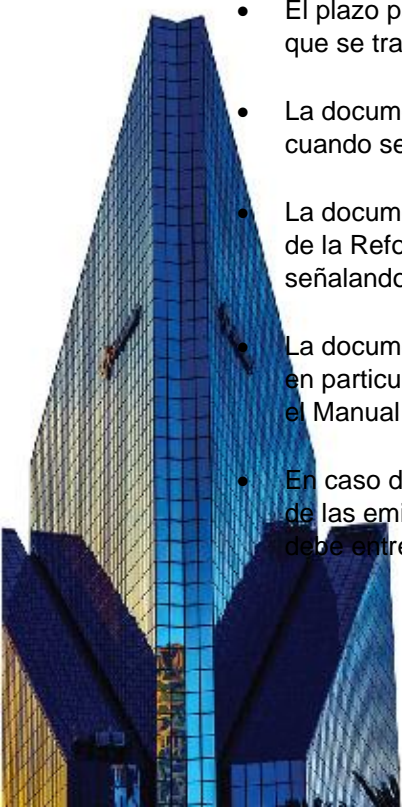 • El plazo p
que se tra
• La docum
cuando se
• La docum
de la Refo
señalando
• La docum
en particu
el Manual
• En caso d
de las emi
debe entre